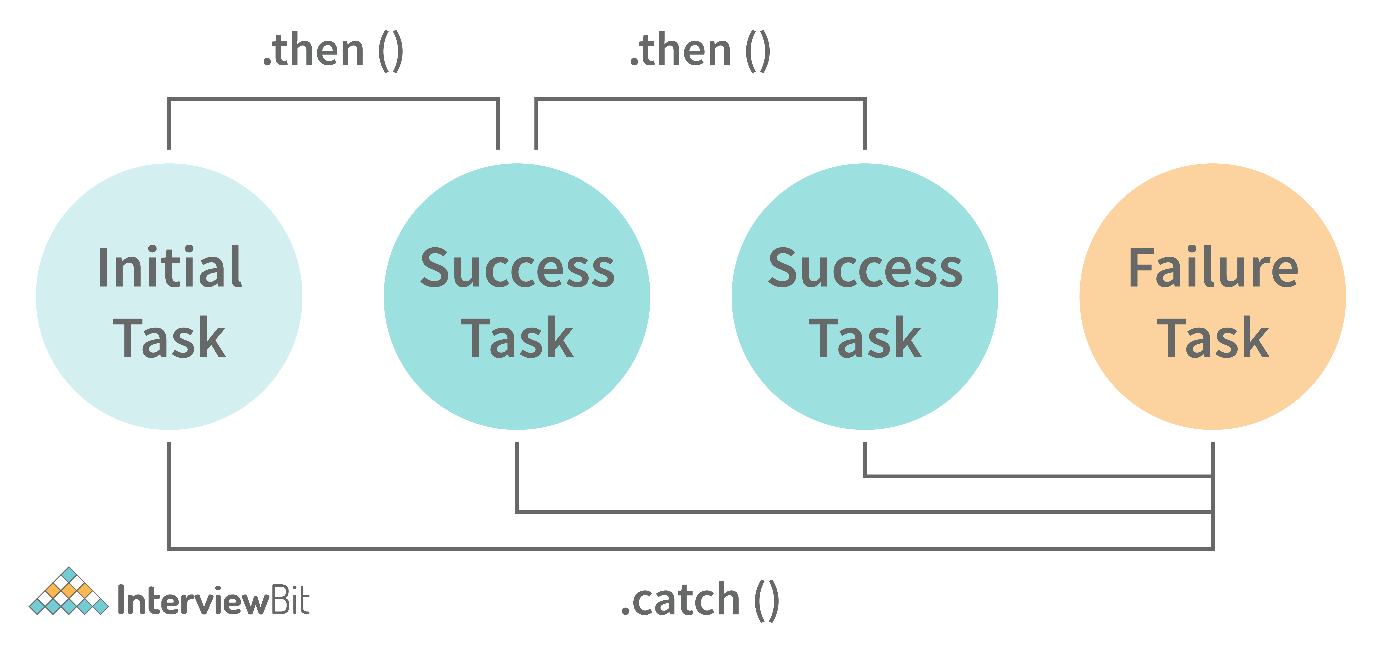 .then ()
.then ()
Initial
Task
Success
Task
Success
Task
Failure
Task
InterviewBit
.catch ()